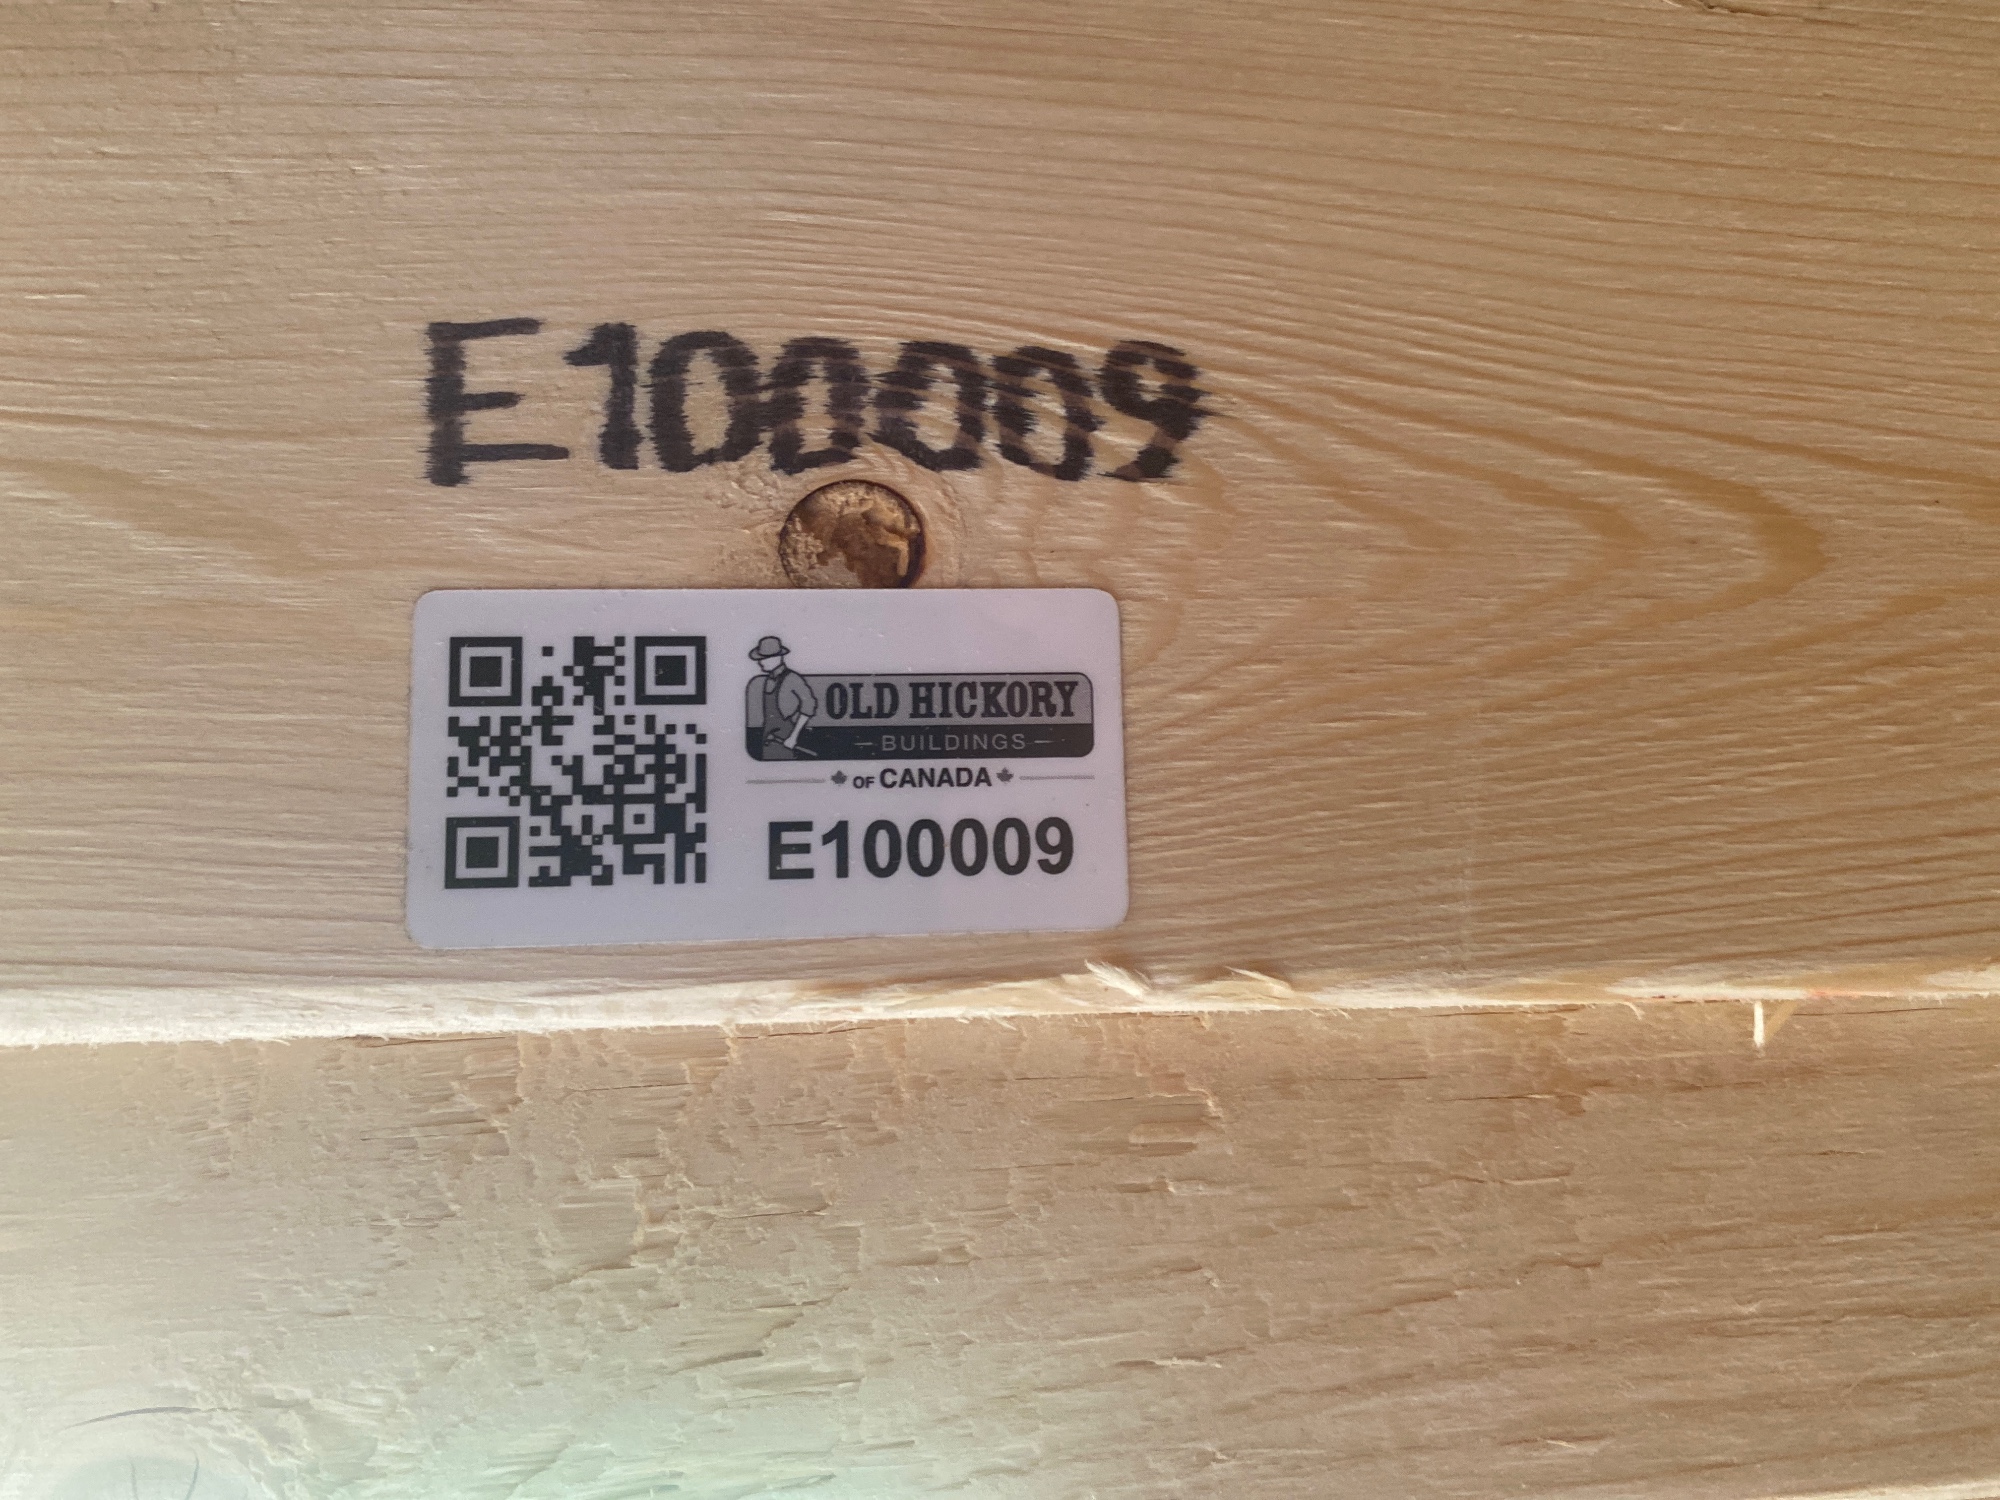 E100009
OLD HICKORY
BUILDINGS
OF CANADA
E100009